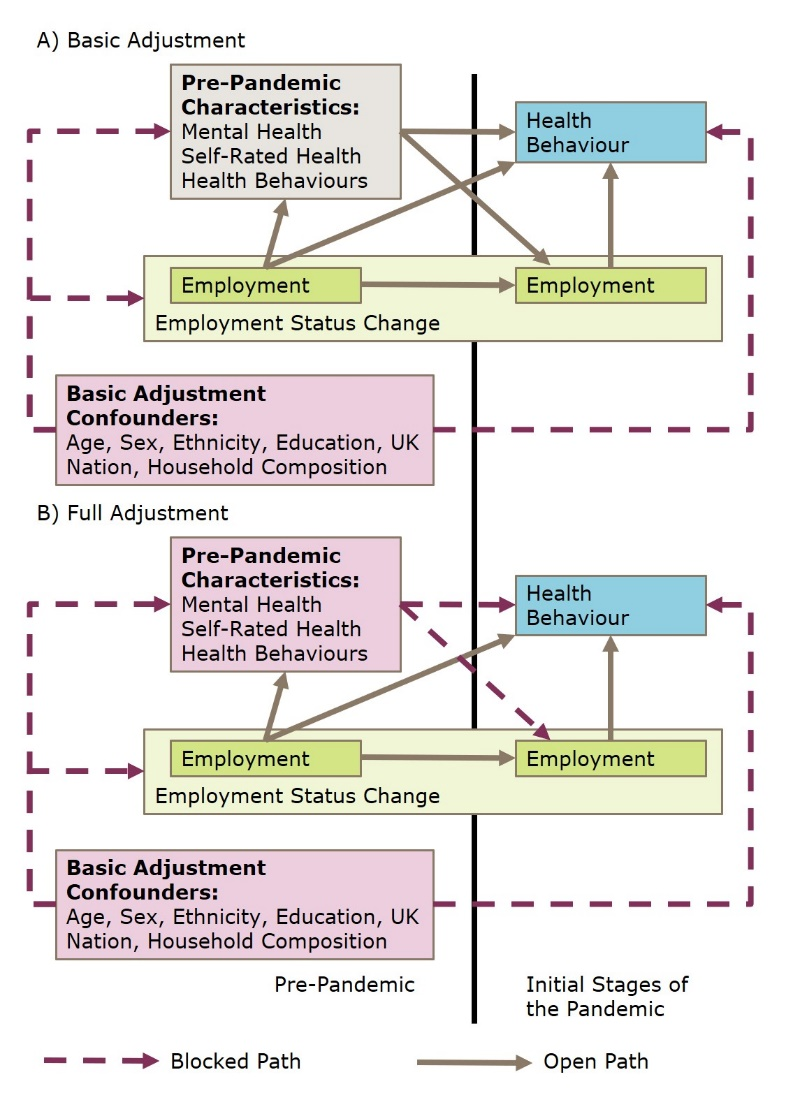 A) Basic Adjustment
Pre-Pandemic
Characteristics:
Mental Health
Self-Rated Health
Health Behaviours
Health
Behaviour
Employment
Employment
Employment Status Change
Basic Adjustment
Confounders:
Age, Sex, Ethnicity, Education, UK
Nation, Household Composition
B) Full Adjustment
Pre-Pandemic
Characteristics:
Mental Health
Self-Rated Health
Health Behaviours
Health
Behaviour
Employment
Employment
Employment Status Change
Basic Adjustment
Confounders:
Age, Sex, Ethnicity, Education, UK
Nation, Household Composition
Pre-Pandemic
Initial Stages of
the Pandemic
Blocked Path
Open Path